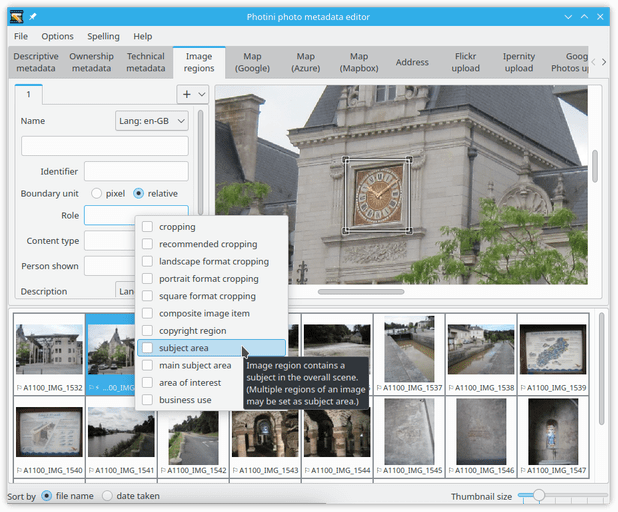 Photini photo metadata editor
File Options Spelling Help
Descriptive metadata
Ownership metadata
Technical metadata
Image regions
Map (Google)
Map (Azure)
Map (Mapbox)
Address
Flickr upload
Ipernity upload
Goog
Photos up
1
Name Lang: en-GB
Identifier
Boundary unit pixel relative
Role
Content type
Person shown
Description Lan
cropping
recommended cropping
landscape format cropping
portrait format cropping
square format cropping
composite image item
copyright region
subject area
main subject area
area of interest
business use
Image region contains a
subject in the overall scene.
(Multiple regions of an image
may be set as subject area.)
A1100_IMG_1532 ...00_IMG A1100_IMG_1537 A1100_IMG_1538 A1100_IMG_1539
A1100_IMG_1540 A1100_IMG_1541 A1100_IMG_1542 A1100_IMG_1543 A1100_IMG_1544 A1100_IMG_1545 A1100_IMG_1546 A1100_IMG_1547
Sort by file name date taken Thumbnail size